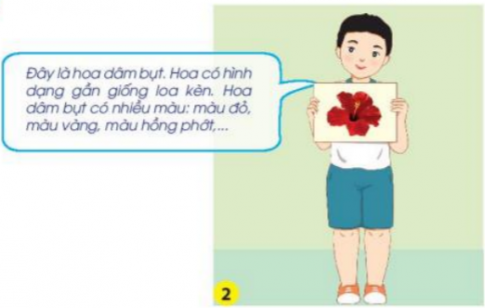 Đây là hoa dâm bụt. Hoa có hình
dạng gần giống loa kèn. Hoa
dâm bụt có nhiều màu: màu đỏ,
màu vàng, màu hồng phớt,...
2